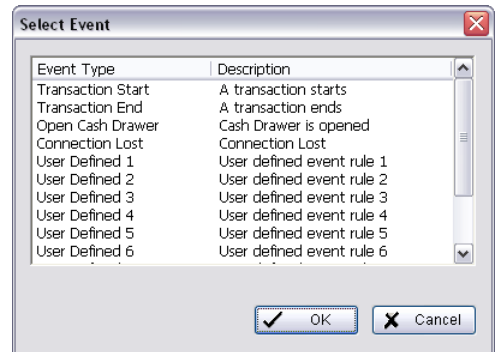 Select Event
Event Type Description
Transaction Start A transaction starts
Transaction End A transaction ends
Open Cash Drawer Cash Drawer is opened
Connection Lost Connection Lost
User Defined 1 User defined event rule 1
User Defined 2 User defined event rule 2
User Defined 3 User defined event rule 3
User Defined 4 User defined event rule 4
User Defined 5 User defined event rule 5
User Defined 6 User defined event rule 6
OK Cancel